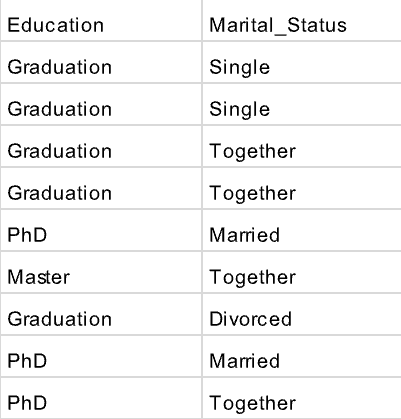 Education Marital_Status
Graduation Single
Graduation Single
Graduation Together
Graduation Together
PhD Married
Master Together
Graduation Divorced
PhD Married
PhD Together